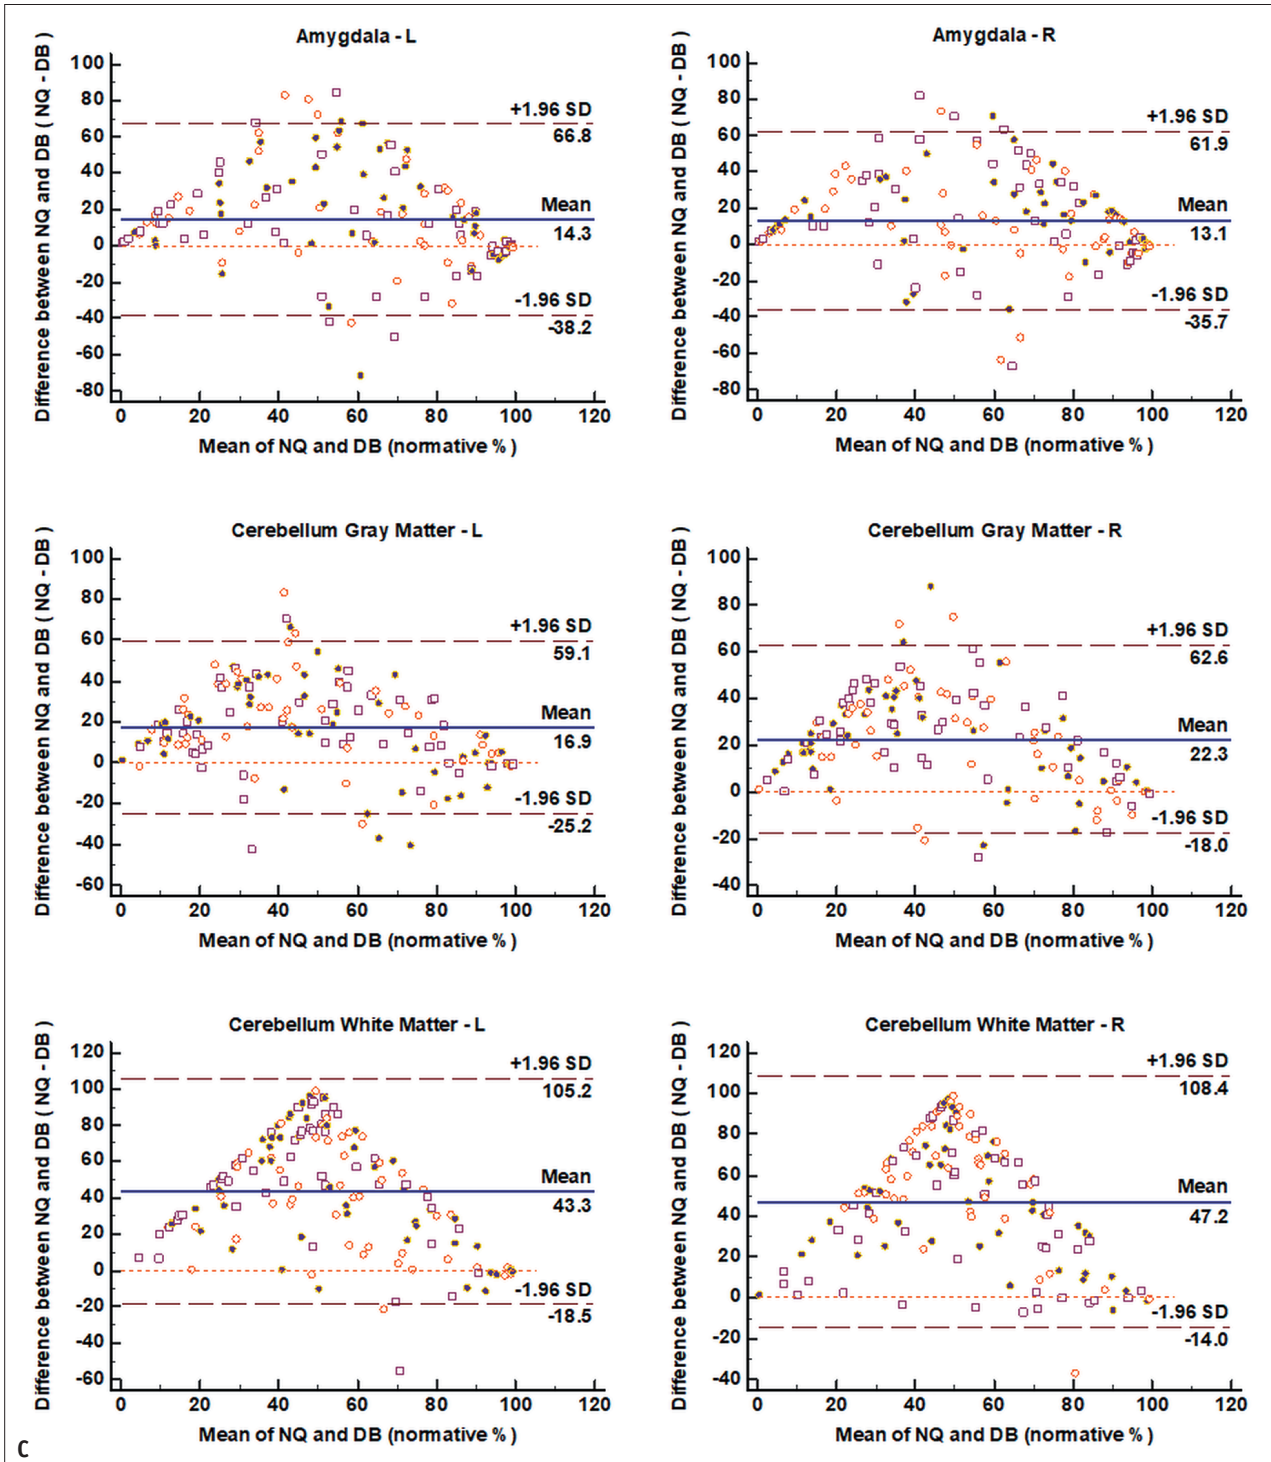 Amygdala - L
Difference between NQ and DB ( NQ - DB )
100
80
60
40
20
0
-20
-40
-60
-80
+1.96 SD
66.8
Mean
14.3
-1.96 SD
-38.2
0 20 40 60 80 100 120
Mean of NQ and DB (normative % )
Amygdala - R
Difference between NQ and DB ( NQ - DB )
100
80
60
40
20
0
-20
-40
-60
-80
+1.96 SD
61.9
Mean
13.1
-1.96 SD
-35.7
0 20 40 60 80 100 120
Mean of NQ and DB (normative % )
Cerebellum Gray Matter - L
Difference between NQ and DB ( NQ - DB )
100
80
60
40
20
0
-20
-40
-60
+1.96 SD
59.1
Mean
16.9
-1.96 SD
-25.2
0 20 40 60 80 100 120
Mean of NQ and DB (normative % )
Cerebellum Gray Matter - R
Difference between NQ and DB ( NQ - DB )
100
80
60
40
20
0
-20
-40
+1.96 SD
62.6
Mean
22.3
-1.96 SD
-18.0
0 20 40 60 80 100 120
Mean of NQ and DB (normative % )
Cerebellum White Matter - L
Difference between NQ and DB ( NQ - DB )
120
100
80
60
40
20
0
-20
-40
-60
+1.96 SD
105.2
Mean
43.3
-1.96 SD
-18.5
0 20 40 60 80 100 120
Mean of NQ and DB (normative % )
Cerebellum White Matter - R
Difference between NQ and DB ( NQ - DB )
120
100
80
60
40
20
0
-20
-40
+1.96 SD
108.4
Mean
47.2
-1.96 SD
-14.0
0 20 40 60 80 100 120
Mean of NQ and DB (normative % )
C